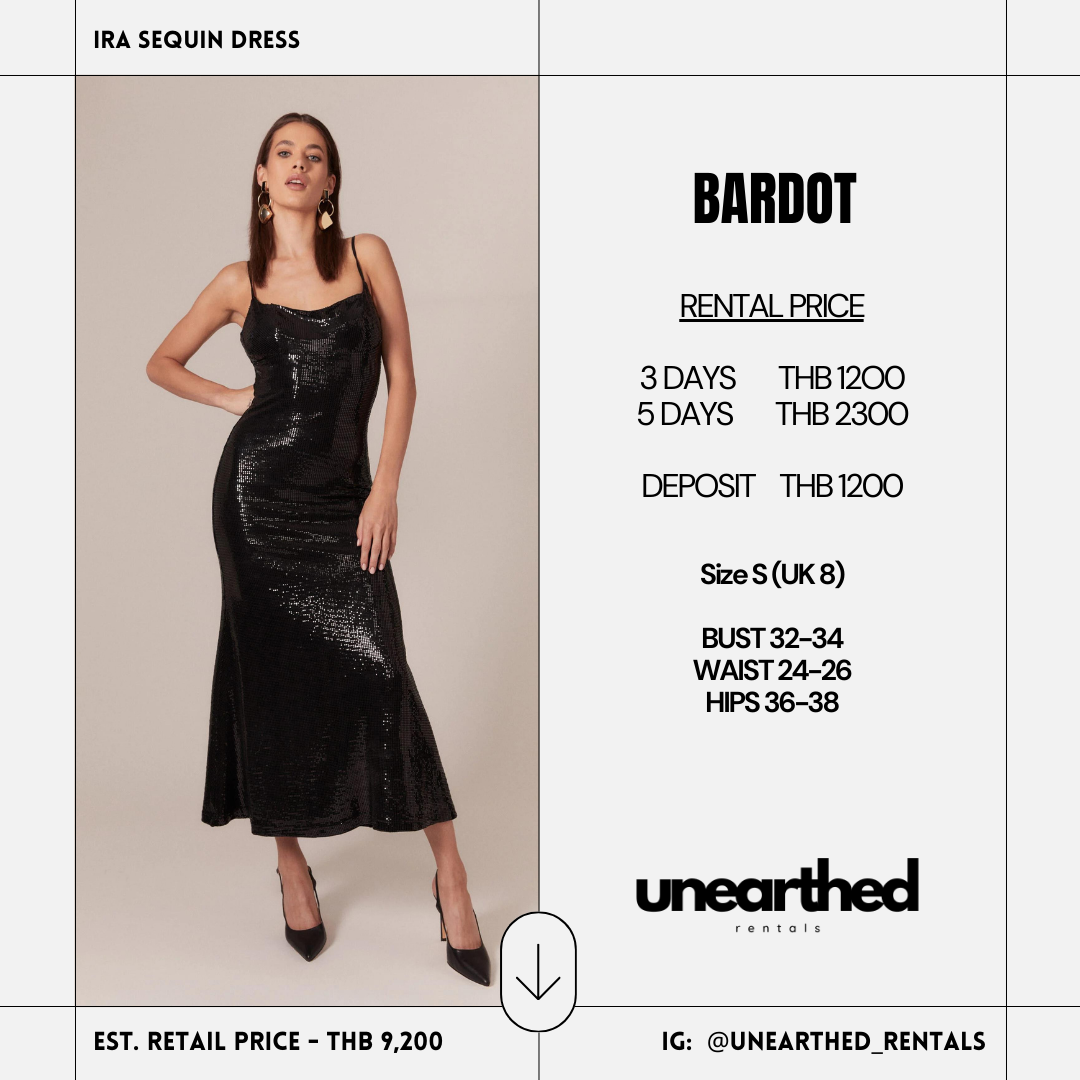 IRA SEQUIN DRESS
BARDOT
RENTAL PRICE
3 DAYS THB 1200
5 DAYS THB 2300
DEPOSIT THB 1200
Size S (UK 8)
BUST 32-34
WAIST 24-26
HIPS 36-38
unearthed
rentals
EST. RETAIL PRICE - THB 9,200
IG: @UNEARTHED_RENTALS